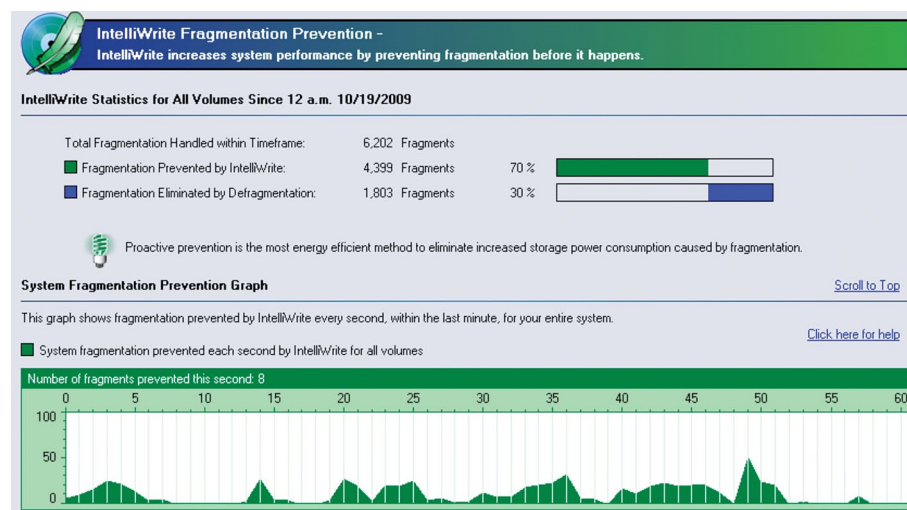 IntelliWrite Fragmentation Prevention -
IntelliWrite increases system performance by preventing fragmentation before it happens.
IntelliWrite Statistics for All Volumes Since 12 a.m. 10/19/2009
Total Fragmentation Handled within Timeframe: 6,202 Fragments
Fragmentation Prevented by IntelliWrite: 4,399 Fragments 70 %
Fragmentation Eliminated by Defragmentation: 1,803 Fragments 30 %
Proactive prevention is the most energy efficient method to eliminate increased storage power consumption caused by fragmentation.
System Fragmentation Prevention Graph Scroll to Top
This graph shows fragmentation prevented by IntelliWrite every second, within the last minute, for your entire system.
Click here for help
System fragmentation prevented each second by IntelliWrite for all volumes
Number of fragments prevented this second: 8
0 5 10 15 20 25 30 35 40 45 50 55 60
100
50
0